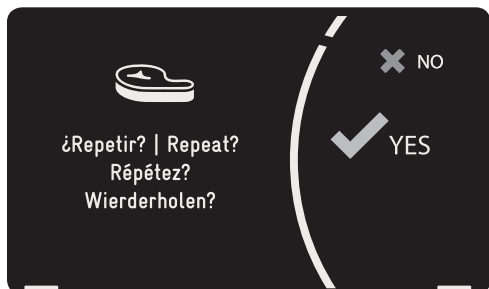 ¿Repetir? | Repeat?
Répétez?
Wierderholen?
NO
YES